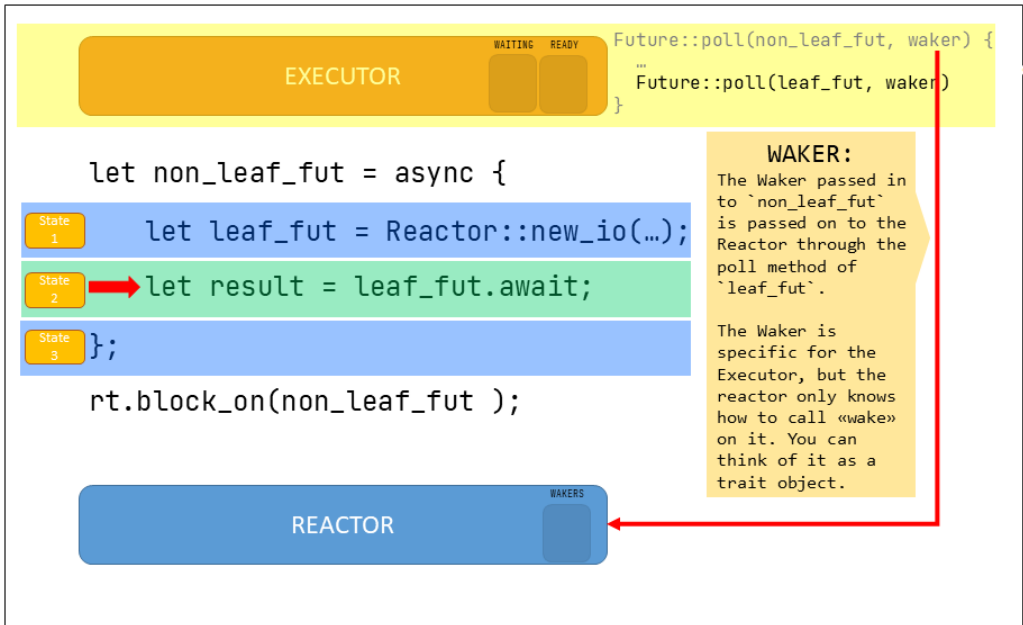 WAITING READY
EXECUTOR
Future::poll(non_leaf_fut, waker) {
…
Future::poll(leaf_fut, waker)
}
let non_leaf_fut = async {
State
1
let leaf_fut = Reactor::new_io(…);
State
2
let result = leaf_fut.await;
State
3
};
rt.block_on(non_leaf_fut );
WAKER:
The Waker passed in
to `non_leaf_fut`
is passed on to the
Reactor through the
poll method of
`leaf_fut`.
The Waker is
specific for the
Executor, but the
reactor only knows
how to call «wake»
on it. You can
think of it as a
trait object.
WAKERS
REACTOR